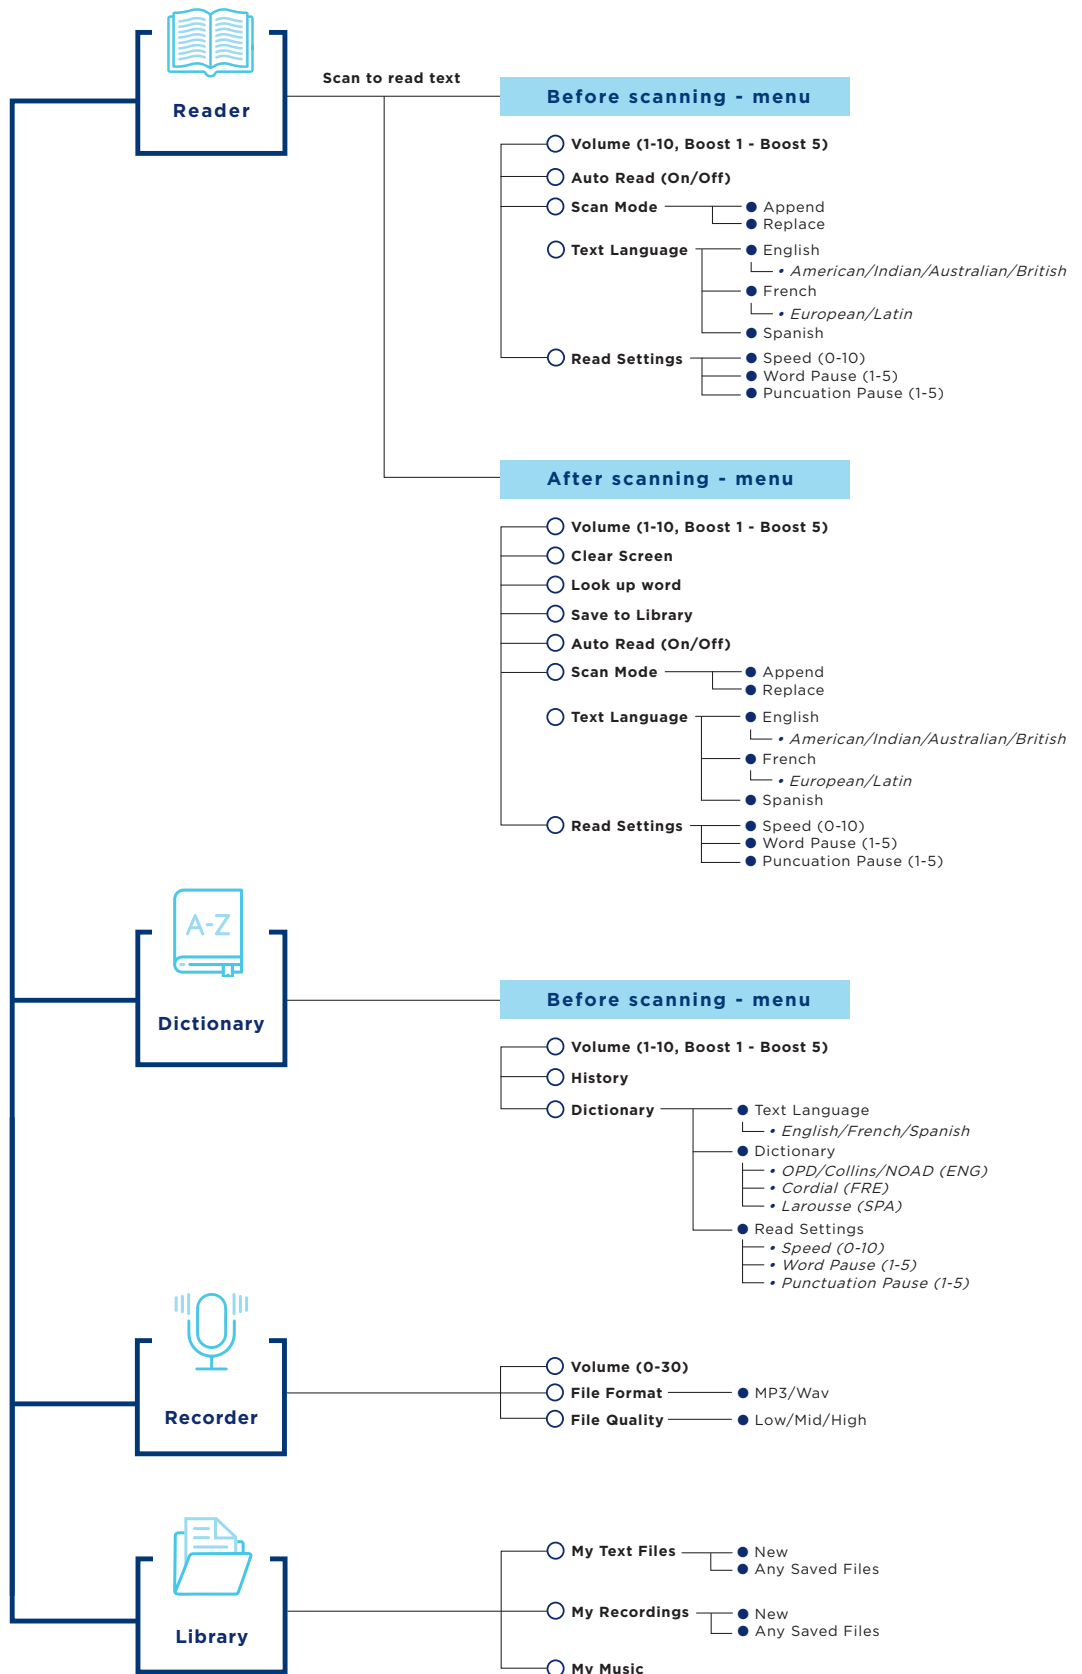 Reader
Scan to read text
Before scanning - menu
Volume (1-10, Boost 1 - Boost 5)
Auto Read (On/Off)
Scan Mode
Append
Replace
Text Language
English
• American/Indian/Australian/British
French
• European/Latin
Spanish
Read Settings
Speed (0-10)
Word Pause (1-5)
Puncuation Pause (1-5)
After scanning - menu
Volume (1-10, Boost 1 - Boost 5)
Clear Screen
Look up word
Save to Library
Auto Read (On/Off)
Scan Mode
Append
Replace
Text Language
English
• American/Indian/Australian/British
French
• European/Latin
Spanish
Read Settings
Speed (0-10)
Word Pause (1-5)
Puncuation Pause (1-5)
A-Z
Dictionary
Before scanning - menu
Volume (1-10, Boost 1 - Boost 5)
History
Dictionary
Text Language
• English/French/Spanish
Dictionary
• OPD/Collins/NOAD (ENG)
• Cordial (FRE)
• Larousse (SPA)
Read Settings
• Speed (0-10)
• Word Pause (1-5)
• Punctuation Pause (1-5)
Recorder
Volume (0-30)
File Format
MP3/Wav
File Quality
Low/Mid/High
Library
My Text Files
New
Any Saved Files
My Recordings
New
Any Saved Files
My Music